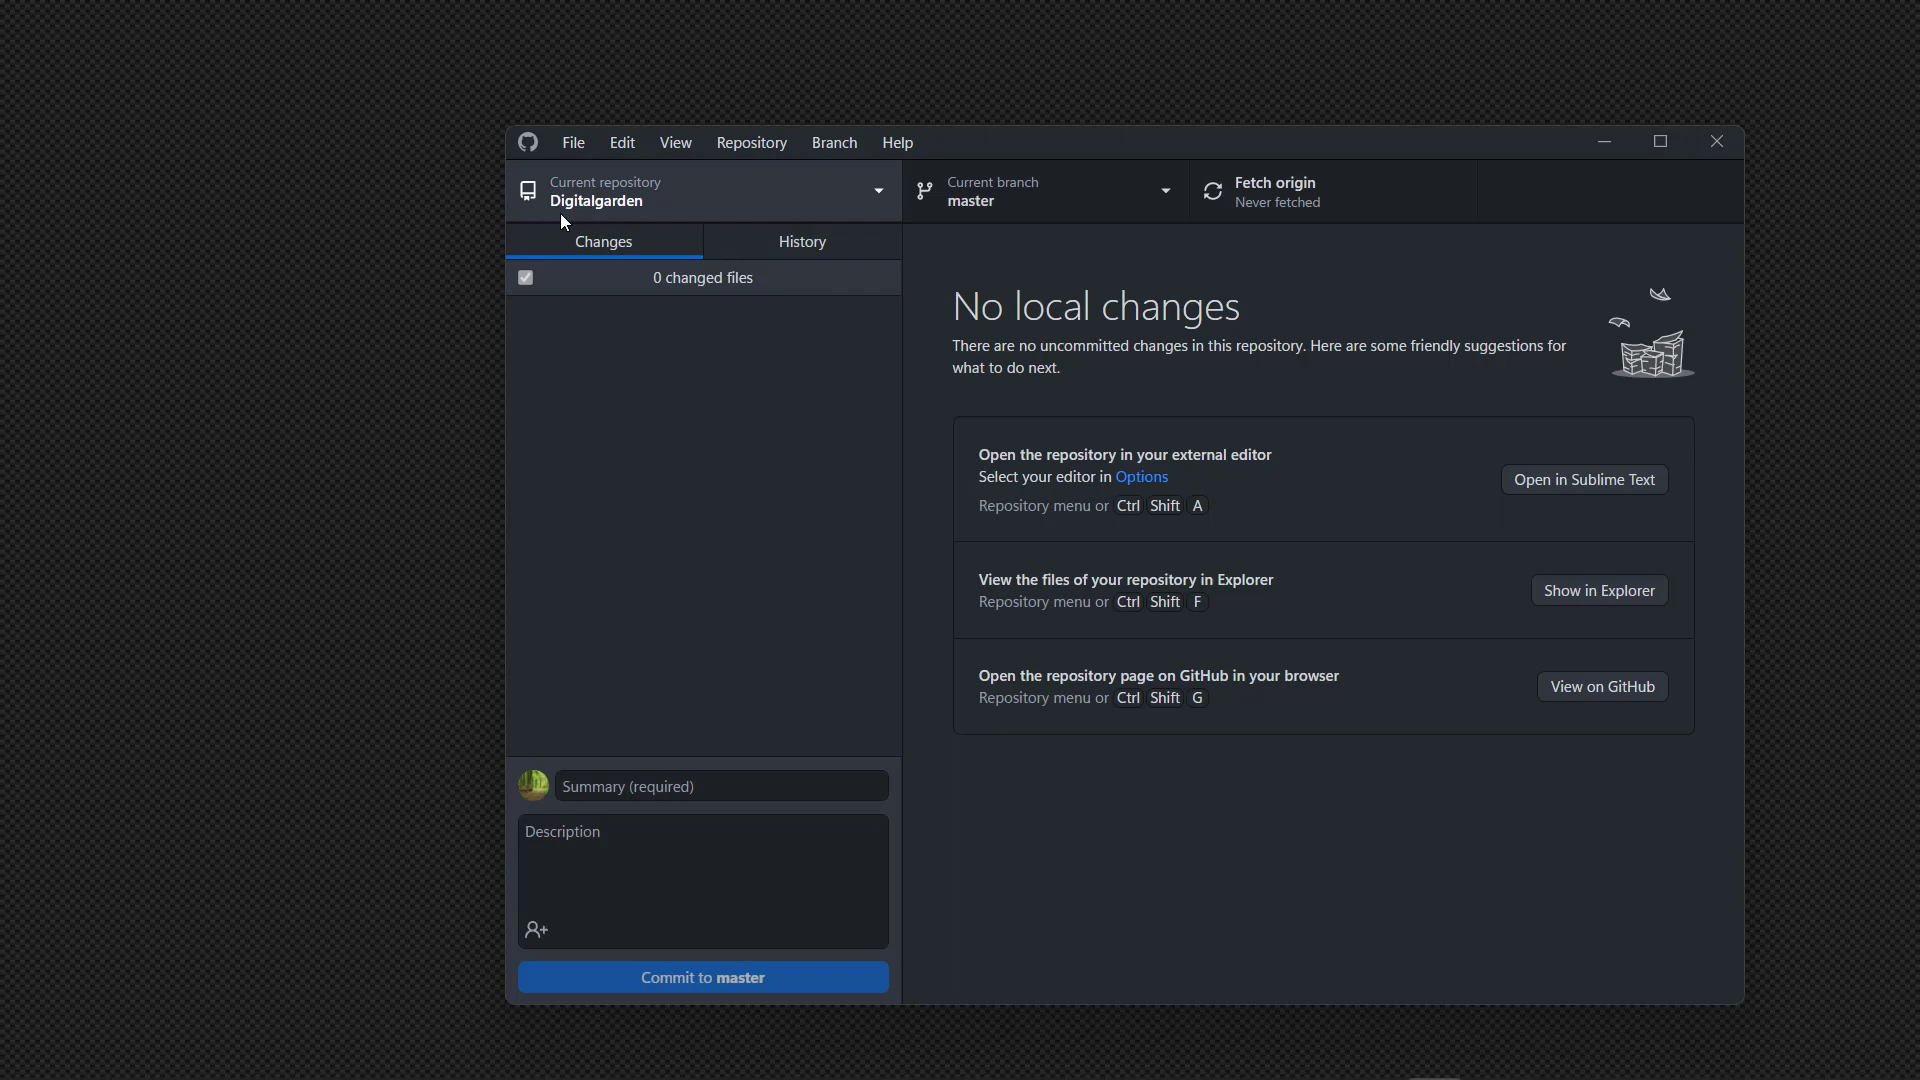 File Edit View Repository Branch Help
Current repository
Digitalgarden
Current branch
master
Fetch origin
Never fetched
Changes
History
0 changed files
No local changes
There are no uncommitted changes in this repository. Here are some friendly suggestions for
what to do next.
Open the repository in your external editor
Select your editor in Options
Repository menu or Ctrl Shift A
Open in Sublime Text
View the files of your repository in Explorer
Repository menu or Ctrl Shift F
Show in Explorer
Open the repository page on GitHub in your browser
Repository menu or Ctrl Shift G
View on GitHub
Summary (required)
Description
Commit to master